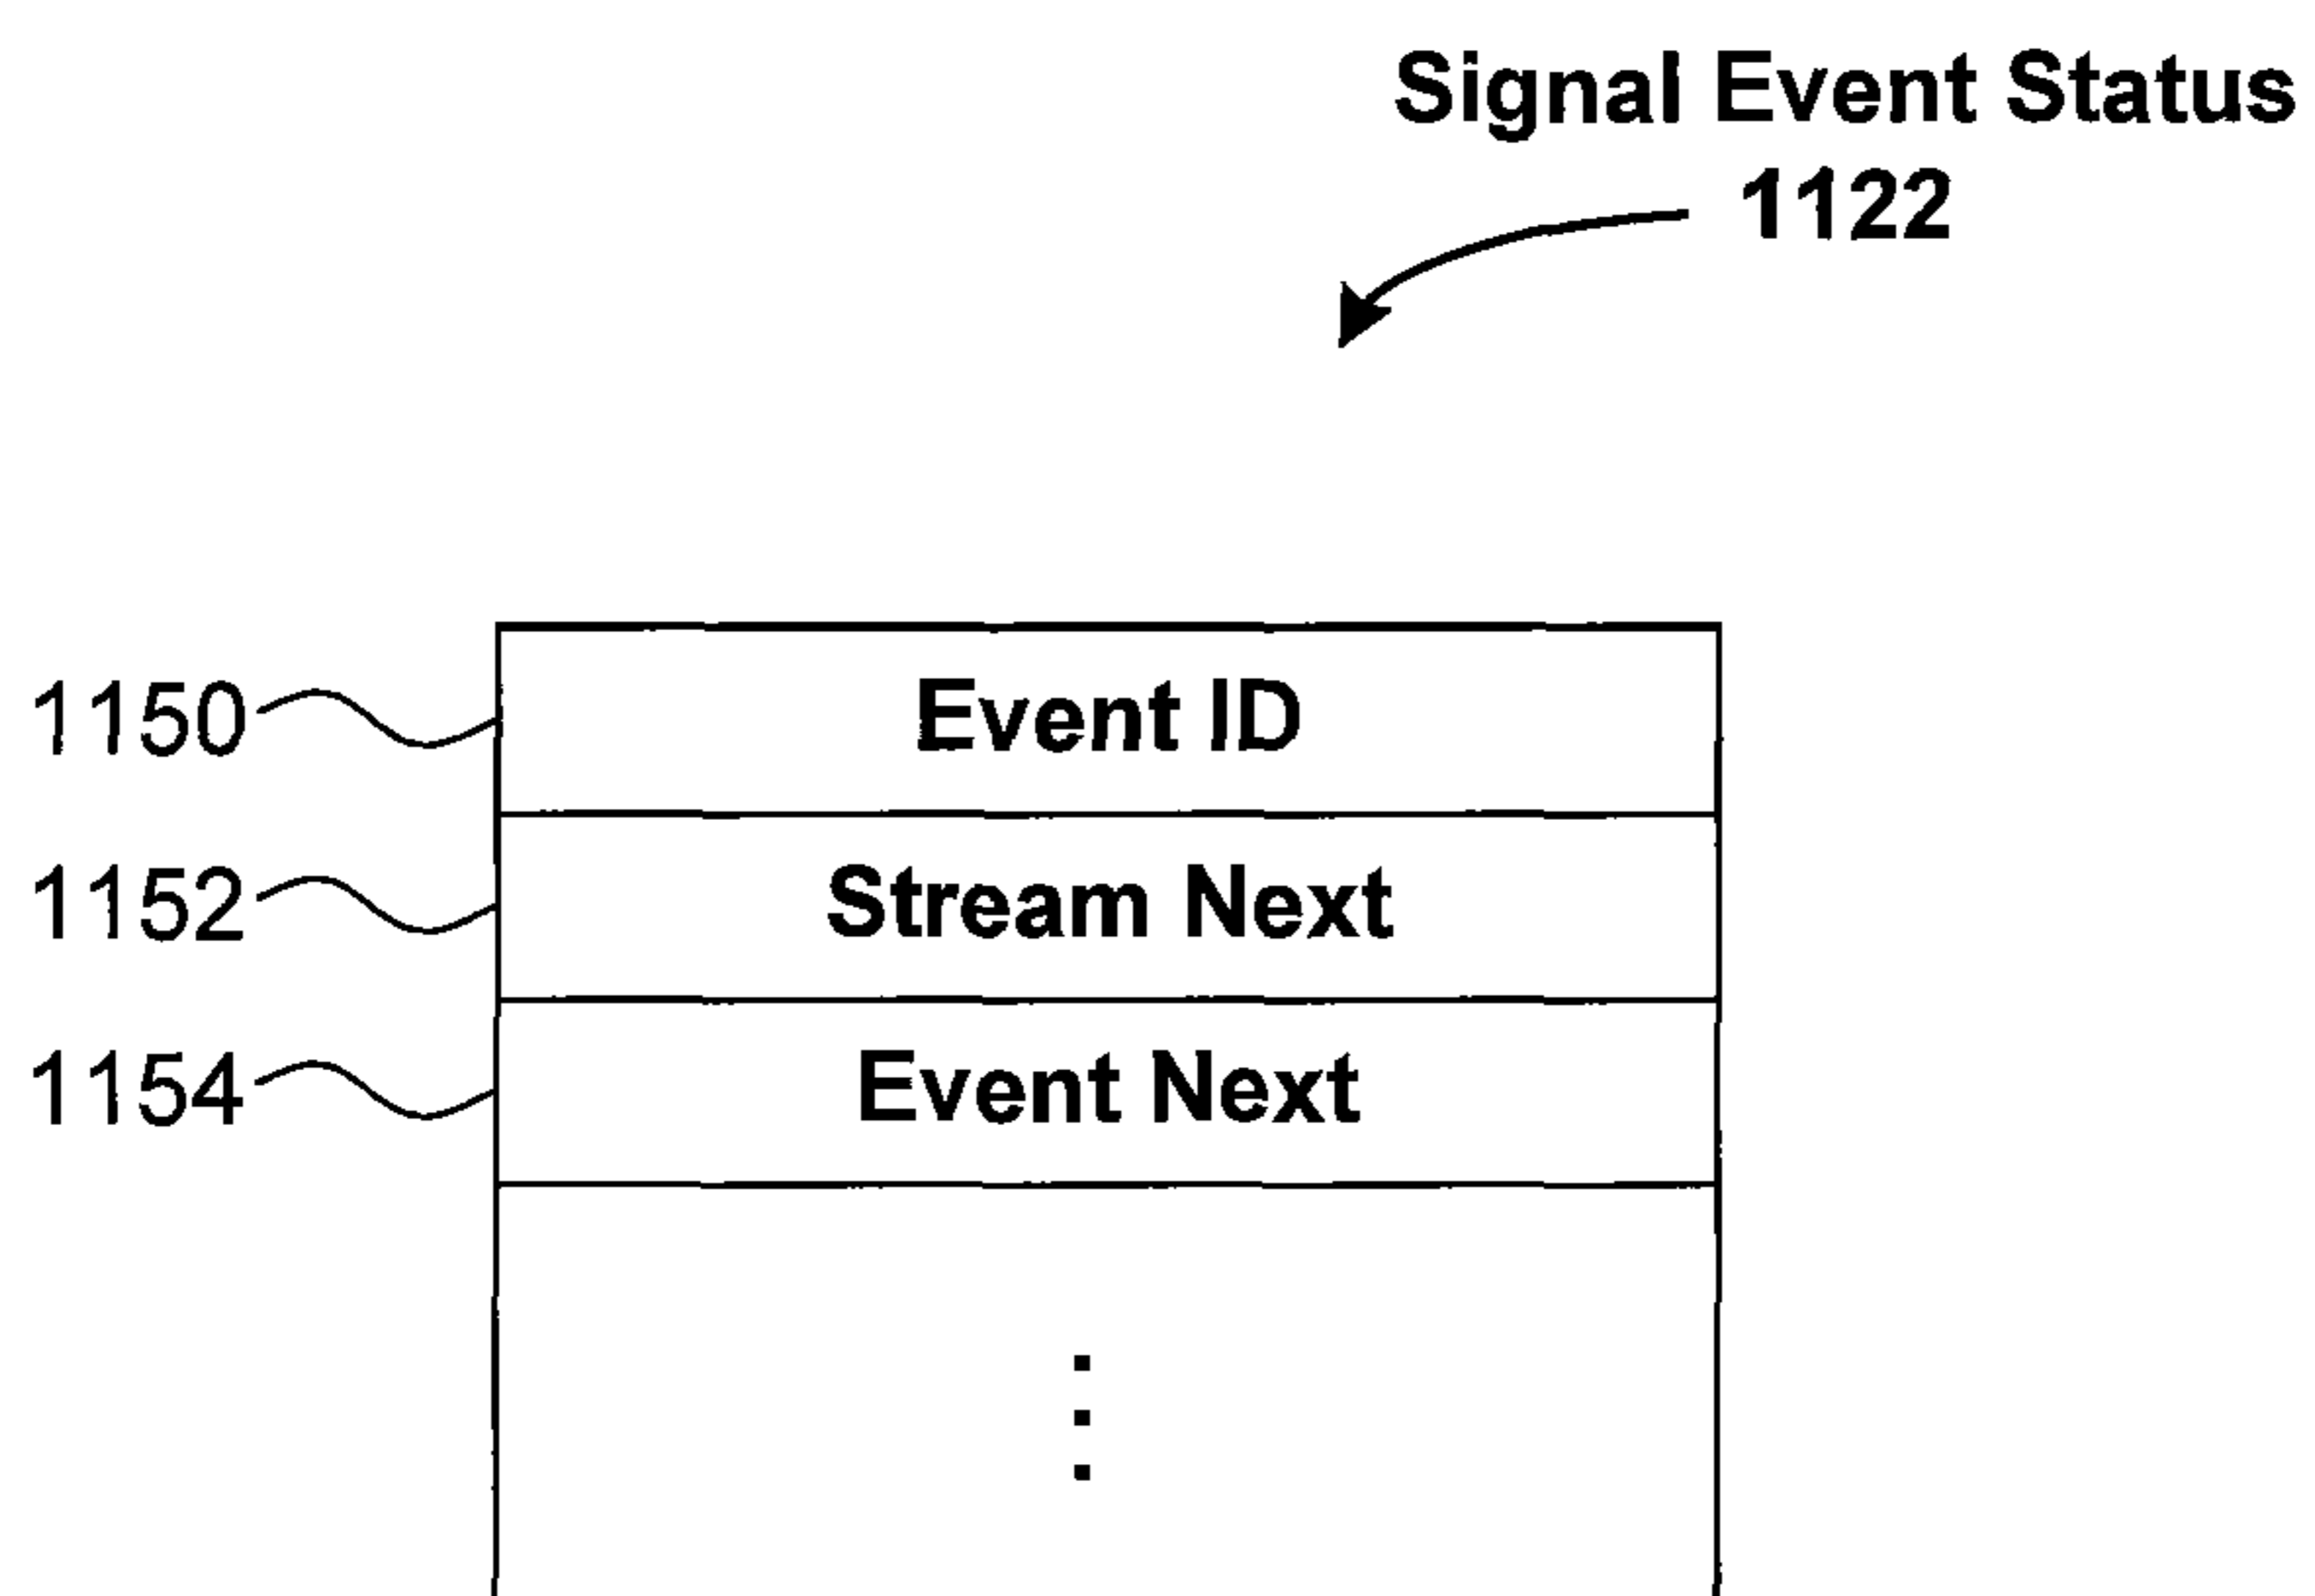 Signal Event Status
1122
1150 Event ID
1152 Stream Next
1154 Event Next